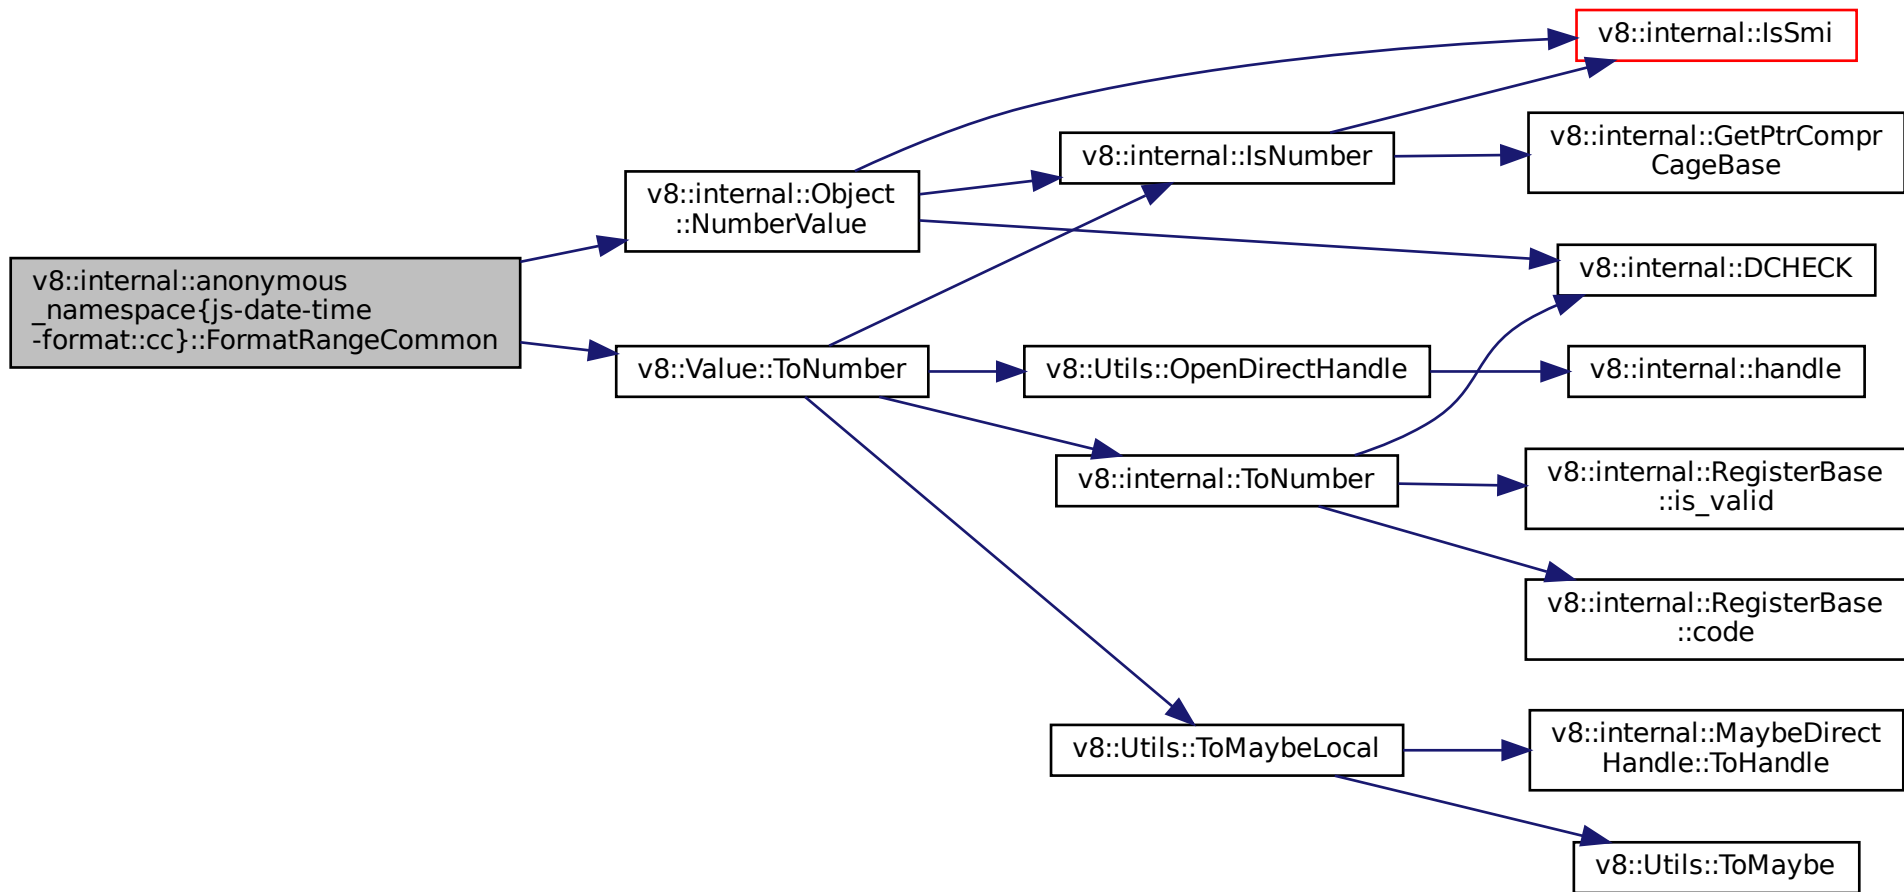 v8::internal::anonymous
_namespace{js-date-time
-format::cc}::FormatRangeCommon
v8::internal::Object
::NumberValue
v8::Value::ToNumber
v8::internal::IsNumber
v8::Utils::OpenDirectHandle
v8::internal::ToNumber
v8::Utils::ToMaybeLocal
v8::internal::IsSmi
v8::internal::GetPtrCompr
CageBase
v8::internal::DCHECK
v8::internal::handle
v8::internal::RegisterBase
::is_valid
v8::internal::RegisterBase
::code
v8::internal::MaybeDirect
Handle::ToHandle
v8::Utils::ToMaybe